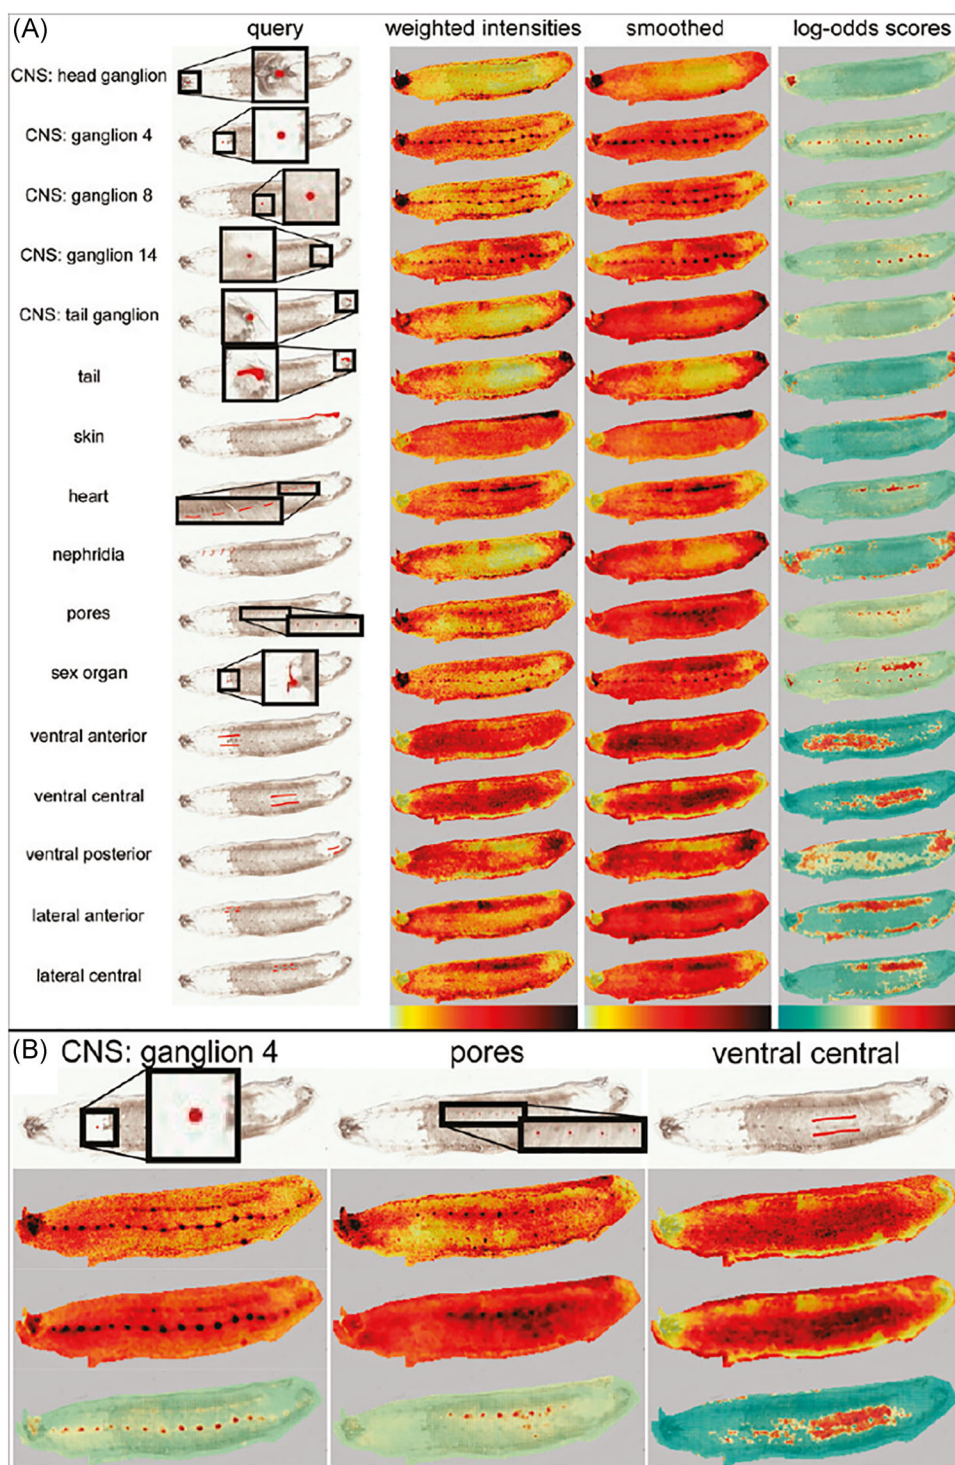 (A)
query weighted intensities smoothed log-odds scores
CNS: head ganglion
CNS: ganglion 4
CNS: ganglion 8
CNS: ganglion 14
CNS: tail ganglion
tail
skin
heart
nephridia
pores
sex organ
ventral anterior
ventral central
ventral posterior
lateral anterior
lateral central
(B)
CNS: ganglion 4 pores ventral central